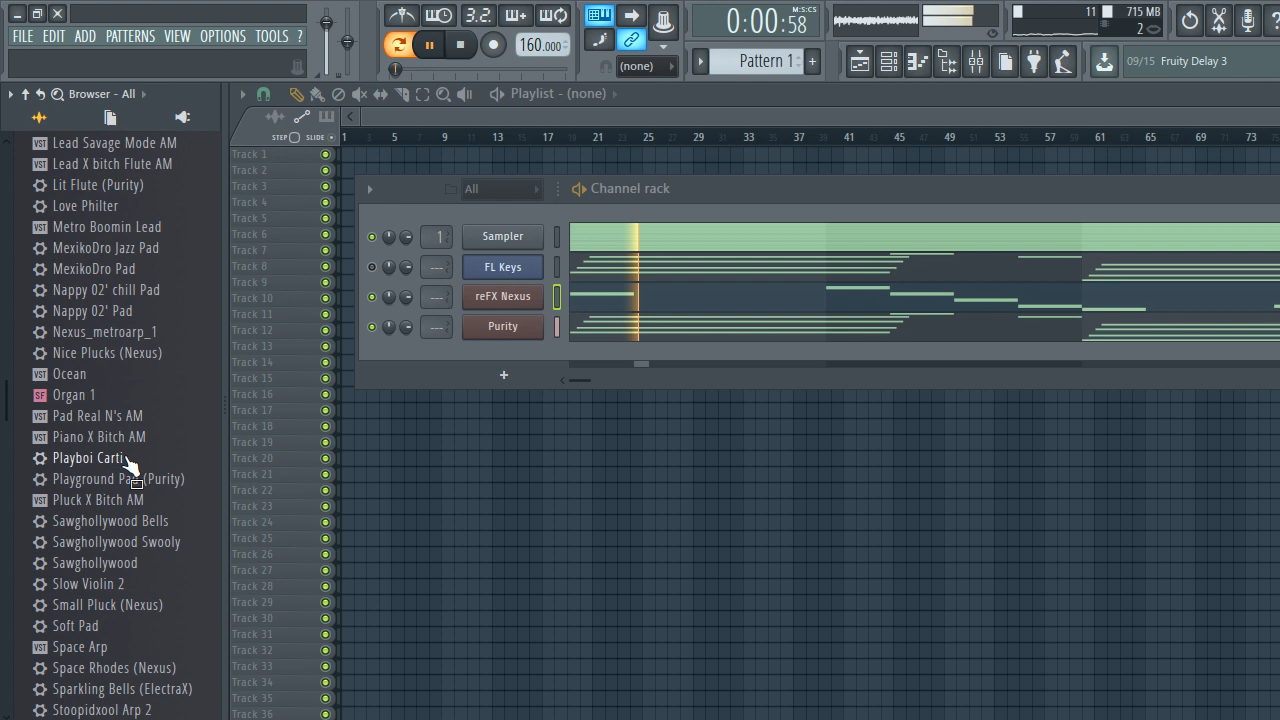 FILE EDIT ADD PATTERNS VIEW OPTIONS TOOLS ?
3.2.
160.000
(none)
0:00:58
M:S:CS
Pattern 1
+
11
715 MB
2
?
09/15 Fruity Delay 3
Browser - All
Playlist - (none)
STEP SLIDE
1 5 9 13 17 21 25 29 33 37 41 45 49 53 57 61 65 69 73
Lead Savage Mode AM
Lead X bitch Flute AM
Lit Flute (Purity)
Love Philter
Metro Boomin Lead
MexikoDro Jazz Pad
MexikoDro Pad
Nappy 02' chill Pad
Nappy 02' Pad
Nexus_metroarp_1
Nice Plucks (Nexus)
Ocean
Organ 1
Pad Real N's AM
Piano X Bitch AM
Playboi Carti
Playground (Purity)
Pluck X Bitch AM
Sawghollywood Bells
Sawghollywood Swooly
Sawghollywood
Slow Violin 2
Small Pluck (Nexus)
Soft Pad
Space Arp
Space Rhodes (Nexus)
Sparkling Bells (ElectraX)
Stoopidxool Arp 2
Track 1
Track 2
Track 3
Track 4
Track 5
Track 6
Track 7
Track 8
Track 9
Track 10
Track 11
Track 12
Track 13
Track 14
Track 15
Track 16
Track 17
Track 18
Track 19
Track 20
Track 21
Track 22
Track 23
Track 24
Track 25
Track 26
Track 27
Track 28
Track 29
Track 30
Track 31
Track 32
Track 33
Track 34
Track 35
Track 36
All
Channel rack
1 Sampler
--- FL Keys
--- reFX Nexus
--- Purity
+